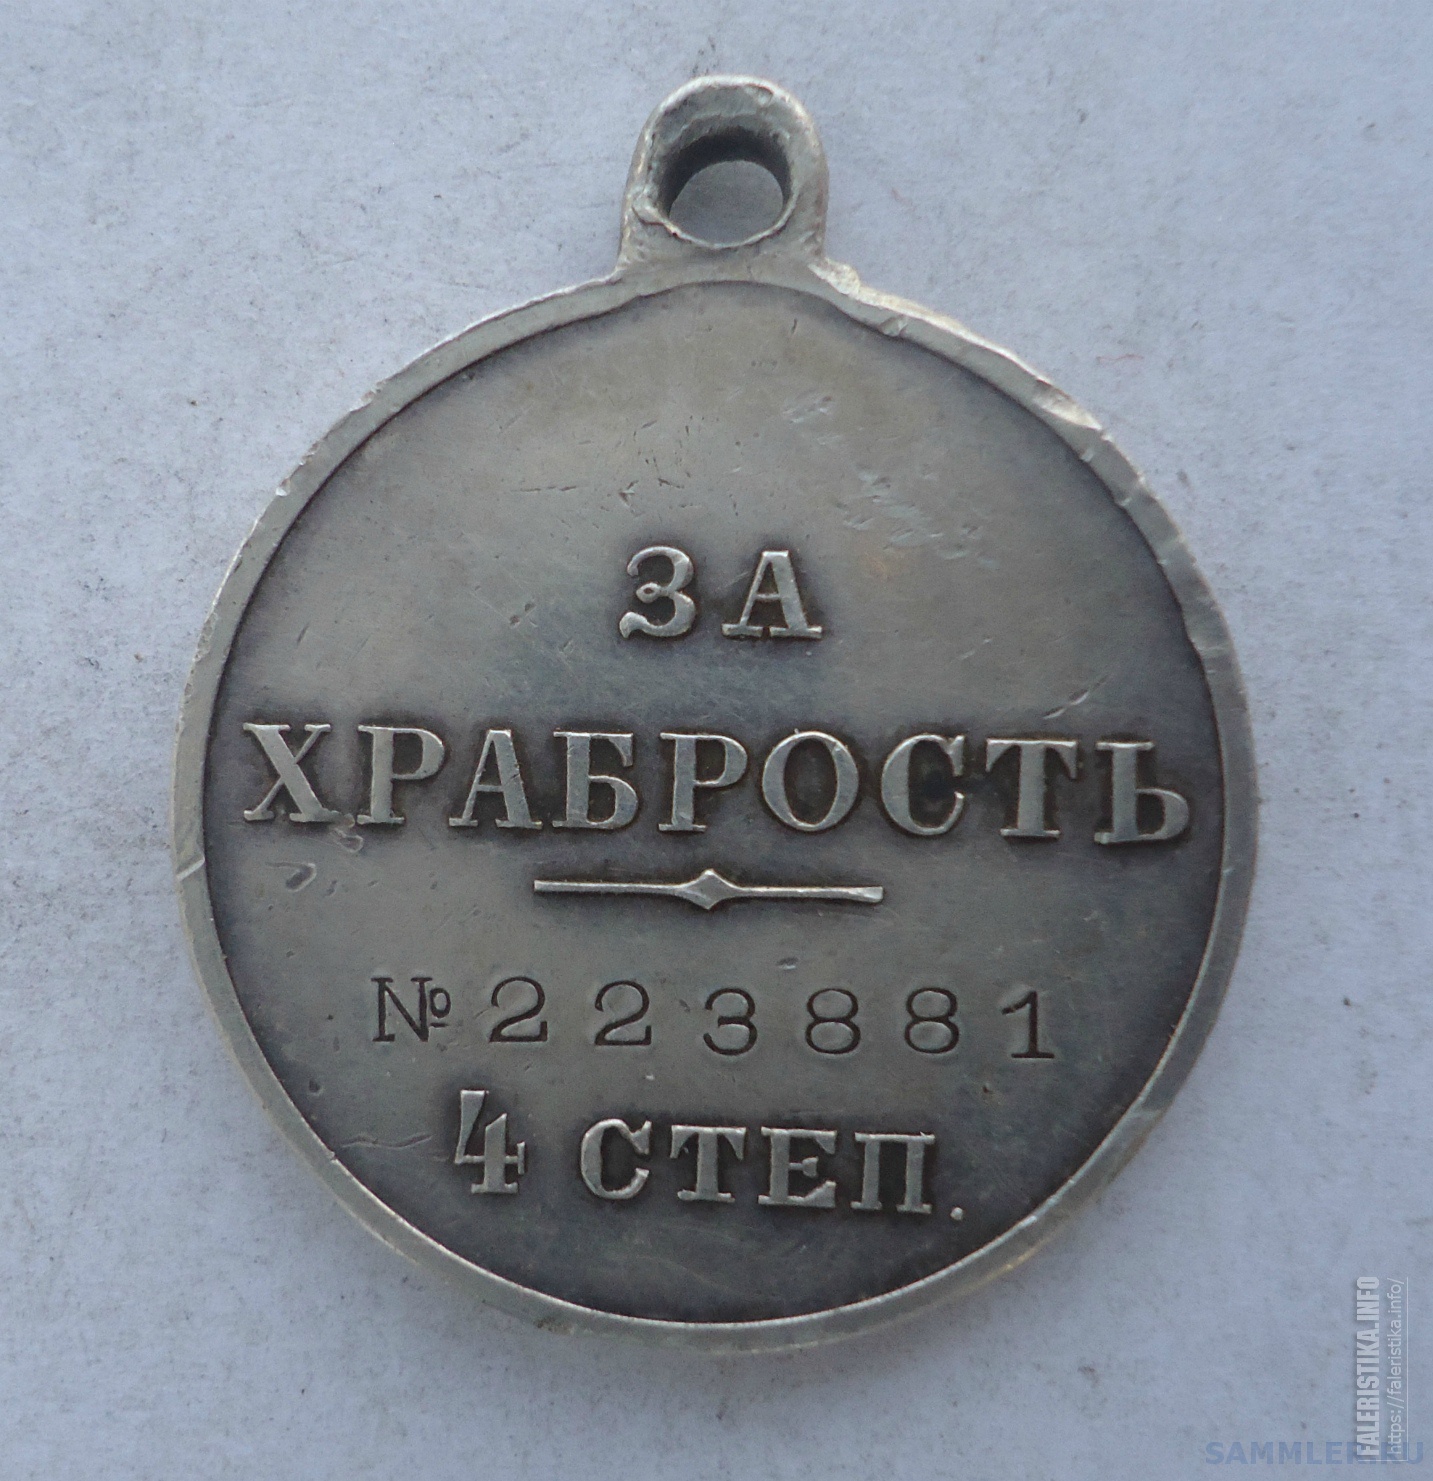 ЗА
ХРАБРОСТЬ
№ 223881
4 СТЕП.
FALERISTIKA.INFO
https://faleristika.info/
SAMMLER.RU